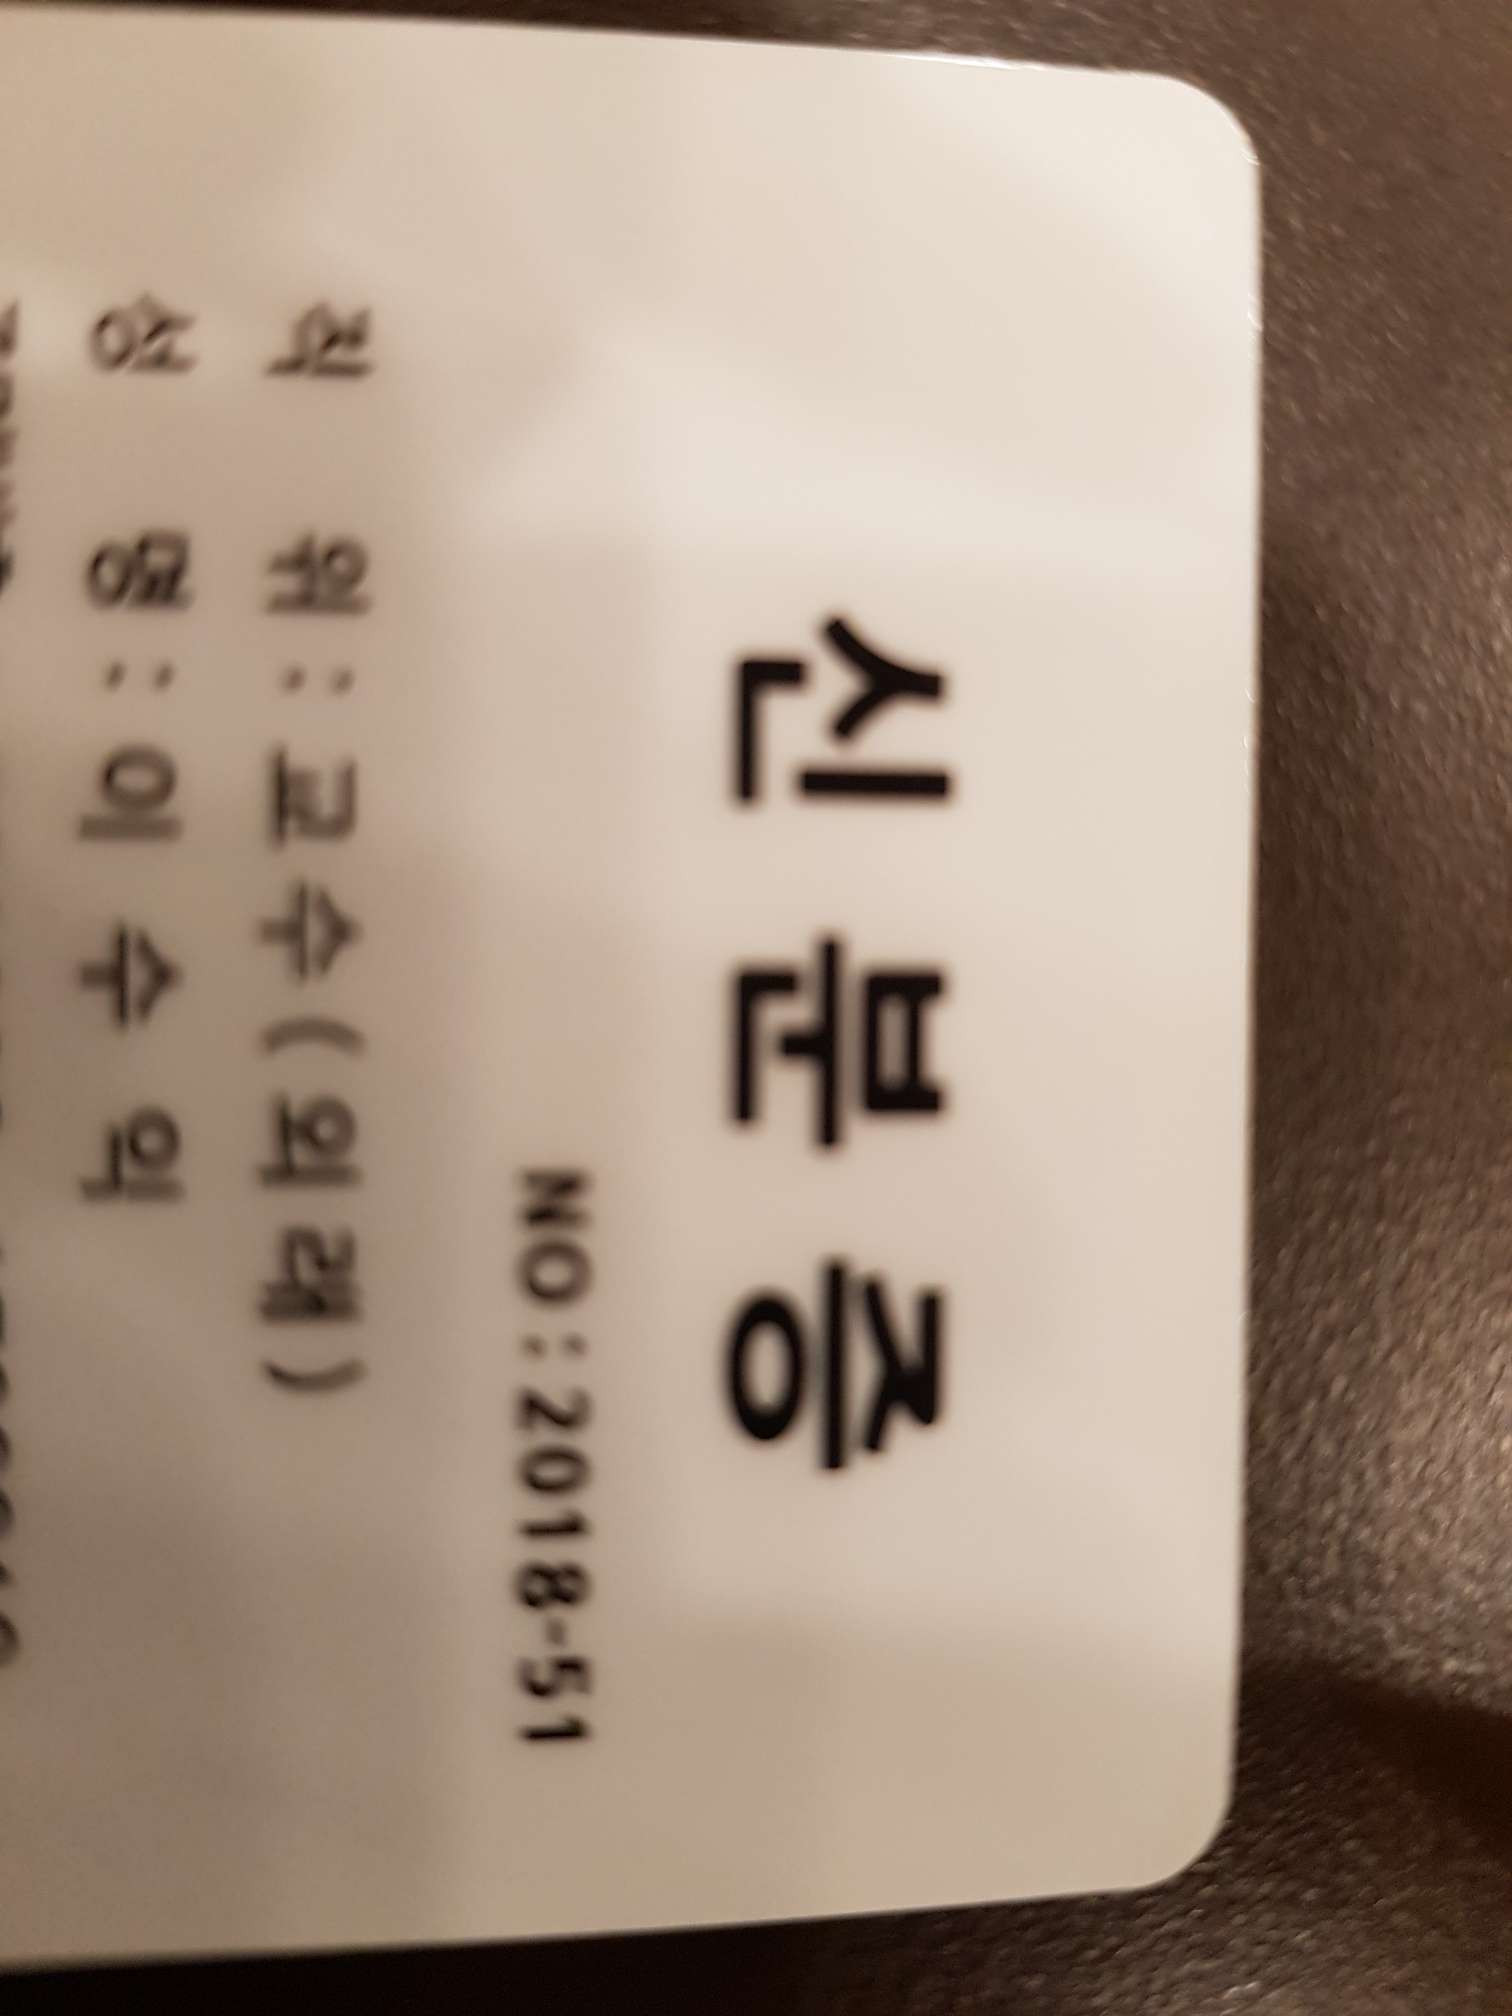 신 분 증
NO:2018-51
직 위 : 교수(외래)
성 명 : 이 수 익